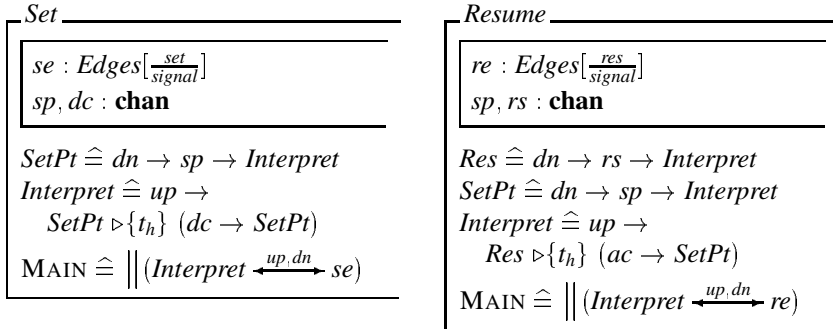 Set
se : Edges[set/signal]
sp, dc : chan
SetPt ≙ dn → sp → Interpret
Interpret ≙ up →
SetPt ▹{t_h} (dc → SetPt)
MAIN ≙ ||(Interpret ⟷^{up,dn} se)
Resume
re : Edges[res/signal]
sp, rs : chan
Res ≙ dn → rs → Interpret
SetPt ≙ dn → sp → Interpret
Interpret ≙ up →
Res ▹{t_h} (ac → SetPt)
MAIN ≙ ||(Interpret ⟷^{up,dn} re)